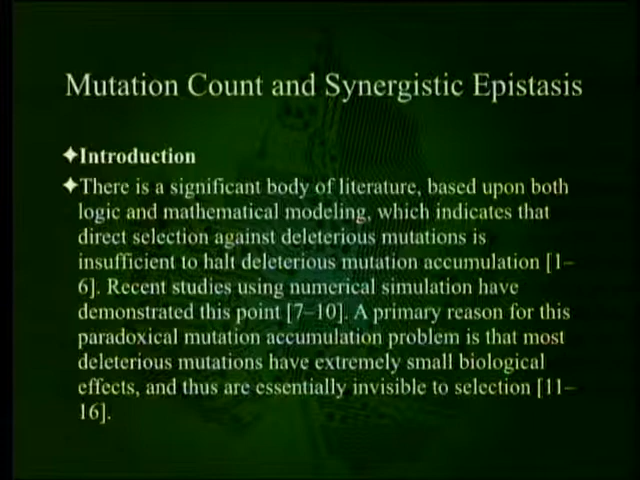 Mutation Count and Synergistic Epistasis
✦Introduction
✦There is a significant body of literature, based upon both
logic and mathematical modeling, which indicates that
direct selection against deleterious mutations is
insufficient to halt deleterious mutation accumulation [1–
6]. Recent studies using numerical simulation have
demonstrated this point [7–10]. A primary reason for this
paradoxical mutation accumulation problem is that most
deleterious mutations have extremely small biological
effects, and thus are essentially invisible to selection [11–
16].